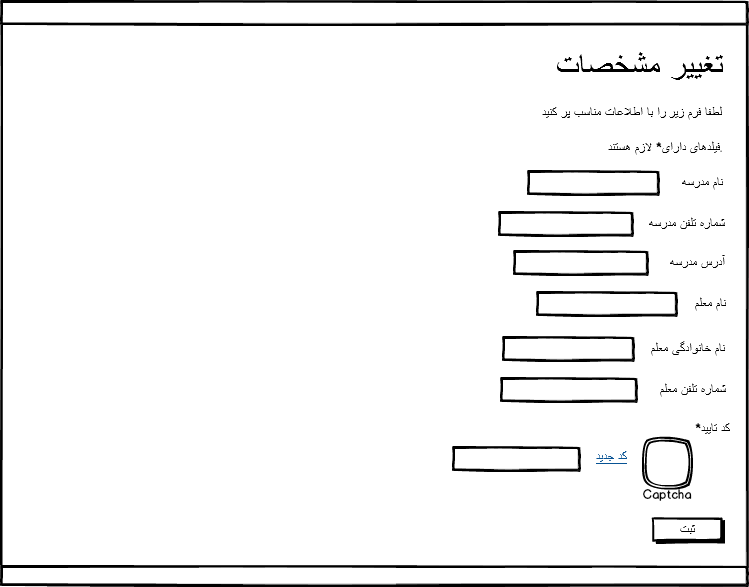 تغییر مشخصات
لطفا فرم زیر را با اطلاعات مناسب پر کنید
.فیلدهای دارای* لازم هستند
نام مدرسه
شماره تلفن مدرسه
آدرس مدرسه
نام معلم
نام خانوادگی معلم
شماره تلفن معلم
کد تایید*
کد جدید
Captcha
ثبت